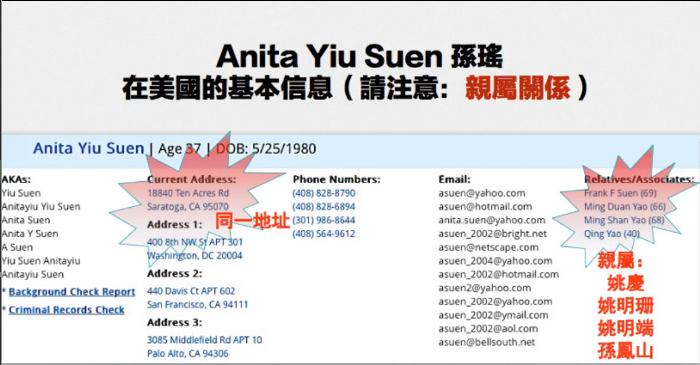 Anita Yiu Suen 孫瑤
在美國的基本信息（請注意：親屬關係）
Anita Yiu Suen | Age 37 | DOB: 5/25/1980
AKAs:
Yiu Suen
Anitayiu Yiu Suen
Anita Suen
Anita Y Suen
A Suen
Yiu Suen Anitayiu
Anitayiu Suen
* Background Check Report
* Criminal Records Check
Current Address:
18840 Ten Acres Rd
Saratoga, CA 95070
同一地址
Address 1:
400 8th NW St APT 301
Washington, DC 20004
Address 2:
440 Davis Ct APT 602
San Francisco, CA 94111
Address 3:
3085 Middlefield Rd APT 10
Palo Alto, CA 94306
Phone Numbers:
(408) 828-8790
(408) 828-6894
(301) 986-8644
(408) 564-9612
Email:
asuen@yahoo.com
asuen@hotmail.com
anita.suen@yahoo.com
asuen_2002@bright.net
asuen@netscape.com
asuen_2004@yahoo.com
asuen_2002@hotmail.com
asuen2@yahoo.com
asuen_2002@yahoo.com
asuen_2002@ymail.com
asuen_2002@aol.com
asuen@bellsouth.net
Relatives/Associates:
Frank F Suen (69)
Ming Duan Yao (66)
Ming Shan Yao (68)
Qing Yao (40)
親屬：
姚慶
姚明珊
姚明端
孫鳳山